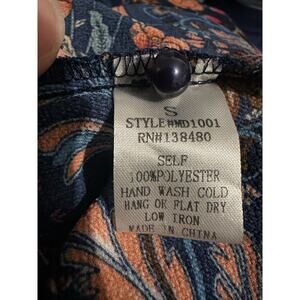 S
STYLE#MD1001
RN#138480
SELF
100%POLYESTER
HAND WASH COLD
HANG OR FLAT DRY
LOW IRON
MADE IN CHINA